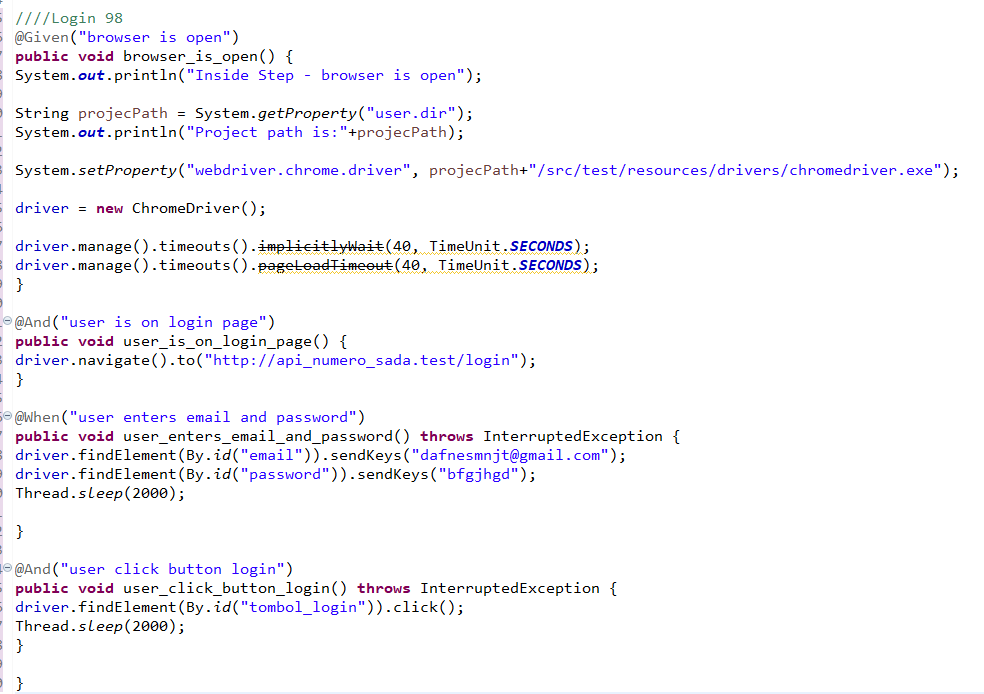 ////Login 98
@Given("browser is open")
public void browser_is_open() {
System.out.println("Inside Step - browser is open");
String projecPath = System.getProperty("user.dir");
System.out.println("Project path is:"+projecPath);
System.setProperty("webdriver.chrome.driver", projecPath+"/src/test/resources/drivers/chromedriver.exe");
driver = new ChromeDriver();
driver.manage().timeouts().implicitlyWait(40, TimeUnit.SECONDS);
driver.manage().timeouts().pageLoadTimeout(40, TimeUnit.SECONDS);
}
@And("user is on login page")
public void user_is_on_login_page() {
driver.navigate().to("http://api_numero_sada.test/login");
}
@When("user enters email and password")
public void user_enters_email_and_password() throws InterruptedException {
driver.findElement(By.id("email")).sendKeys("dafnesmnjt@gmail.com");
driver.findElement(By.id("password")).sendKeys("bfgjhgd");
Thread.sleep(2000);
}
@And("user click button login")
public void user_click_button_login() throws InterruptedException {
driver.findElement(By.id("tombol_login")).click();
Thread.sleep(2000);
}
}